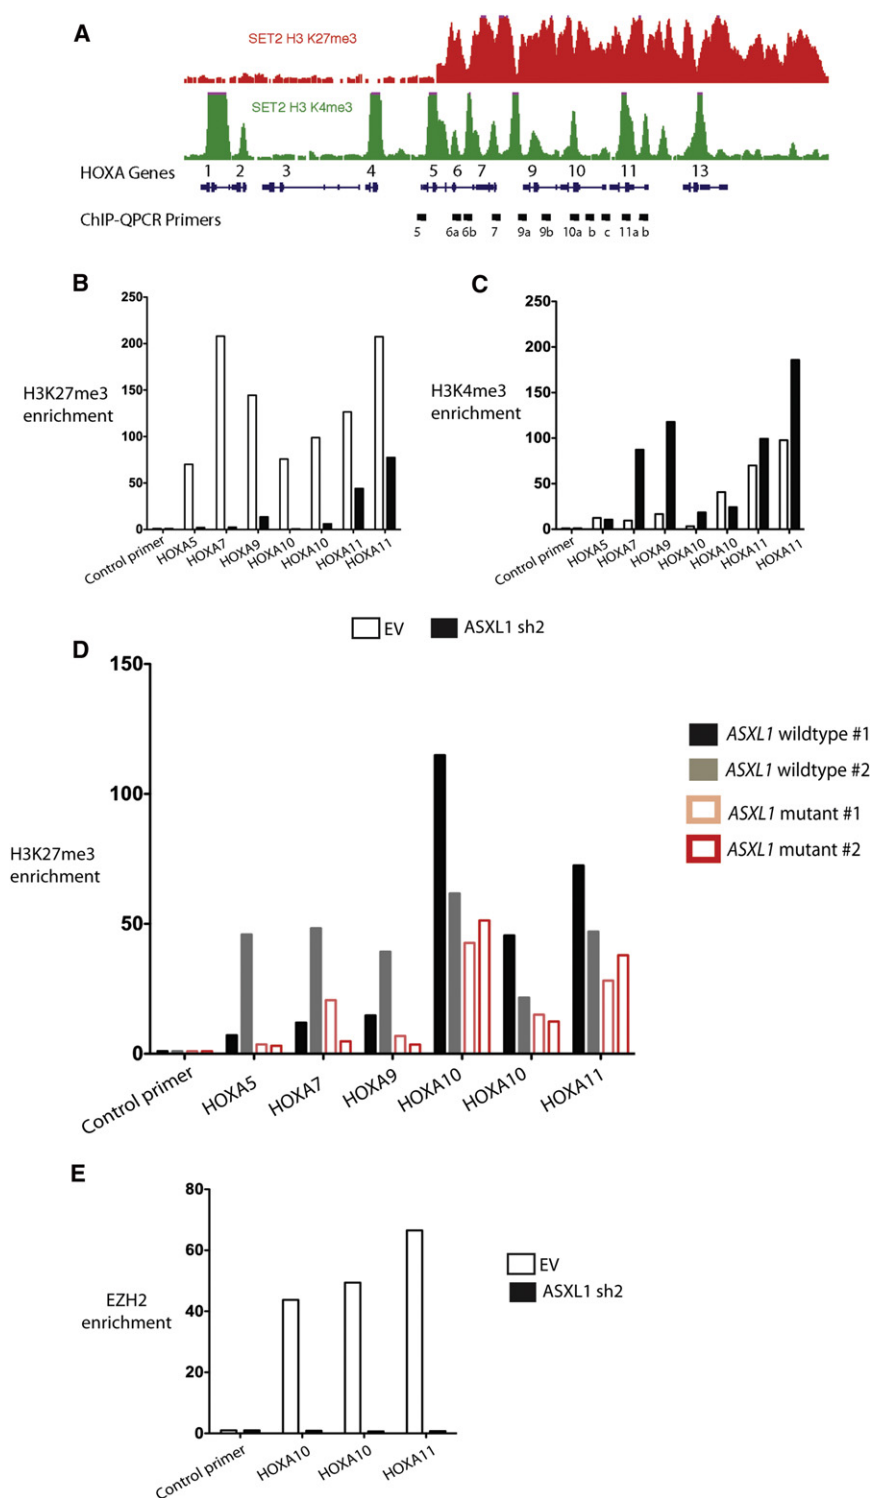 A
SET2 H3 K27me3
SET2 H3 K4me3
HOXA Genes
1 2 3 4 5 6 7 9 10 11 13
ChIP-QPCR Primers
5 6a 6b 7 9a 9b 10a b c 11a b
B
H3K27me3
enrichment
250
200
150
100
50
0
Control primer
HOXA5
HOXA7
HOXA9
HOXA10
HOXA10
HOXA11
HOXA11
C
H3K4me3
enrichment
250
200
150
100
50
0
Control primer
HOXA5
HOXA7
HOXA9
HOXA10
HOXA10
HOXA11
HOXA11
EV
ASXL1 sh2
D
H3K27me3
enrichment
150
100
50
0
Control primer
HOXA5
HOXA7
HOXA9
HOXA10
HOXA10
HOXA11
ASXL1 wildtype #1
ASXL1 wildtype #2
ASXL1 mutant #1
ASXL1 mutant #2
E
EZH2
enrichment
80
60
40
20
0
Control primer
HOXA10
HOXA10
HOXA11
EV
ASXL1 sh2